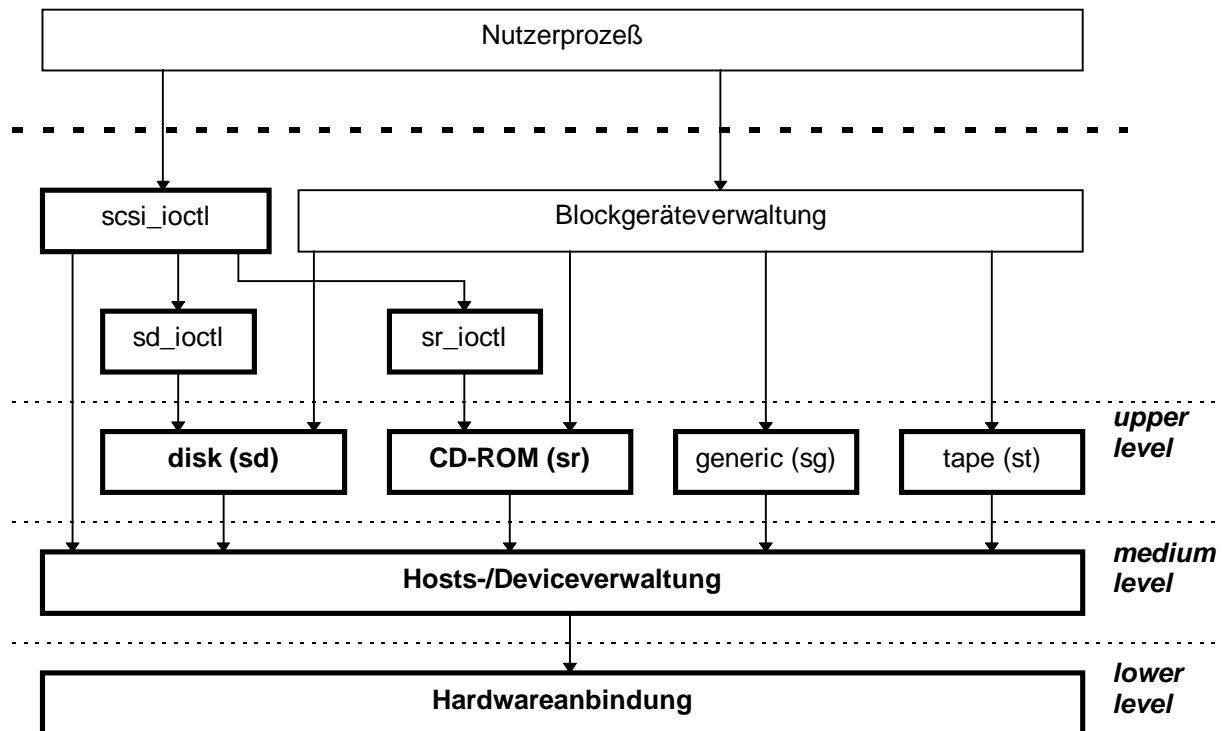 Nutzerprozeß
scsi_ioctl
Blockgeräteverwaltung
sd_ioctl
sr_ioctl
upper
level
disk (sd)
CD-ROM (sr)
generic (sg)
tape (st)
medium
level
Hosts-/Deviceverwaltung
lower
level
Hardwareanbindung